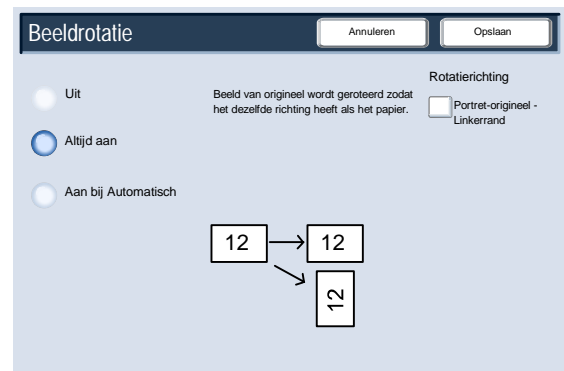 Beeldrotatie
Annuleren
Opslaan
Uit
Altijd aan
Aan bij Automatisch
Beeld van origineel wordt geroteerd zodat
het dezelfde richting heeft als het papier.
Rotatierichting
Portret-origineel -
Linkerrand
12
12
12